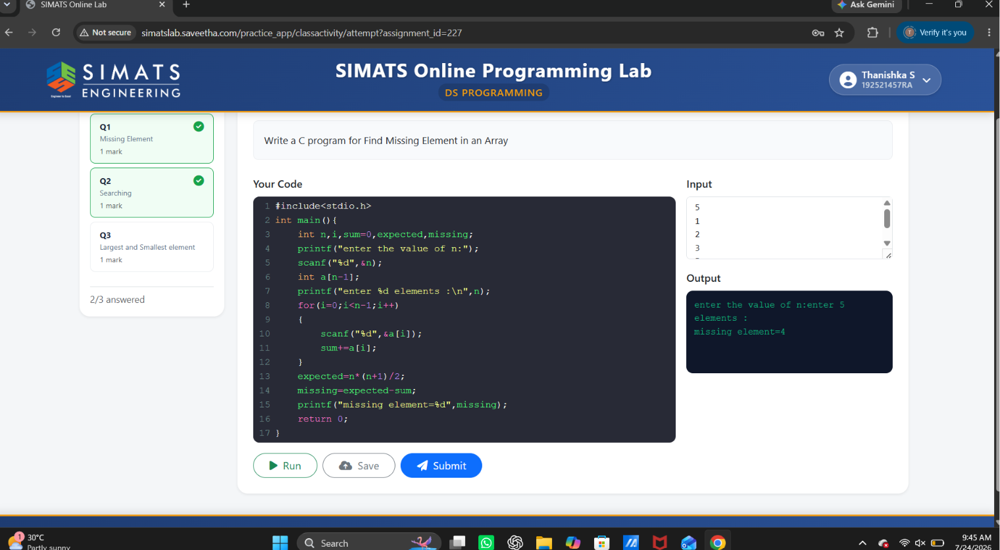 SIMATS Online Lab
Ask Gemini
Not secure
simatslab.saveetha.com/practice_app/classactivity/attempt?assignment_id=227
T
Verify it's you
SIMATS
ENGINEERING
Engineer to Excel
SIMATS Online Programming Lab
DS PROGRAMMING
Thanishka S
192521457RA
Q1
Missing Element
1 mark
Q2
Searching
1 mark
Q3
Largest and Smallest element
1 mark
2/3 answered
Write a C program for Find Missing Element in an Array
Your Code
1 #include<stdio.h>
2 int main(){
3     int n,i,sum=0,expected,missing;
4     printf("enter the value of n:");
5     scanf("%d",&n);
6     int a[n-1];
7     printf("enter %d elements :\n",n);
8     for(i=0;i<n-1;i++)
9     {
10         scanf("%d",&a[i]);
11         sum+=a[i];
12     }
13     expected=n*(n+1)/2;
14     missing=expected-sum;
15     printf("missing element=%d",missing);
16     return 0;
17 }
Run
Save
Submit
Input
5
1
2
3
Output
enter the value of n:enter 5
elements :
missing element=4
1
30°C
Partly sunny
Search
9:45 AM
7/24/2026